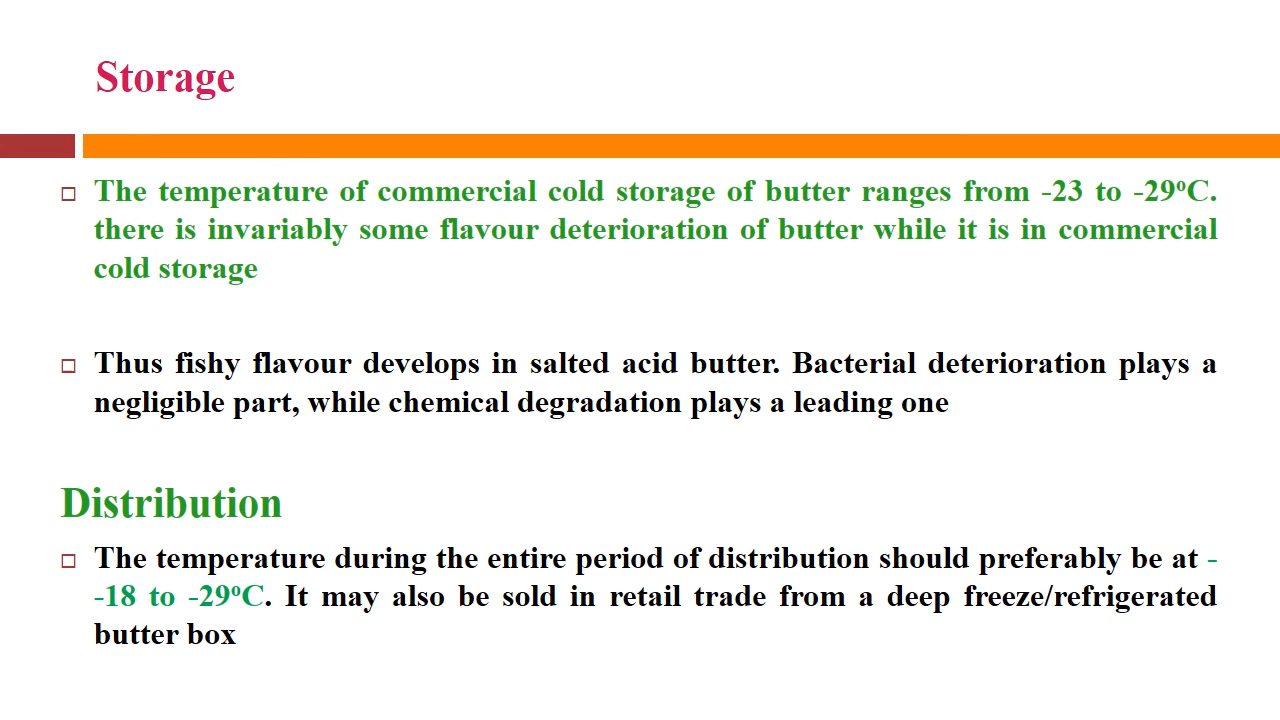 Storage
The temperature of commercial cold storage of butter ranges from -23 to -29ºC.
there is invariably some flavour deterioration of butter while it is in commercial
cold storage
Thus fishy flavour develops in salted acid butter. Bacterial deterioration plays a
negligible part, while chemical degradation plays a leading one
Distribution
The temperature during the entire period of distribution should preferably be at -
-18 to -29ºC. It may also be sold in retail trade from a deep freeze/refrigerated
butter box